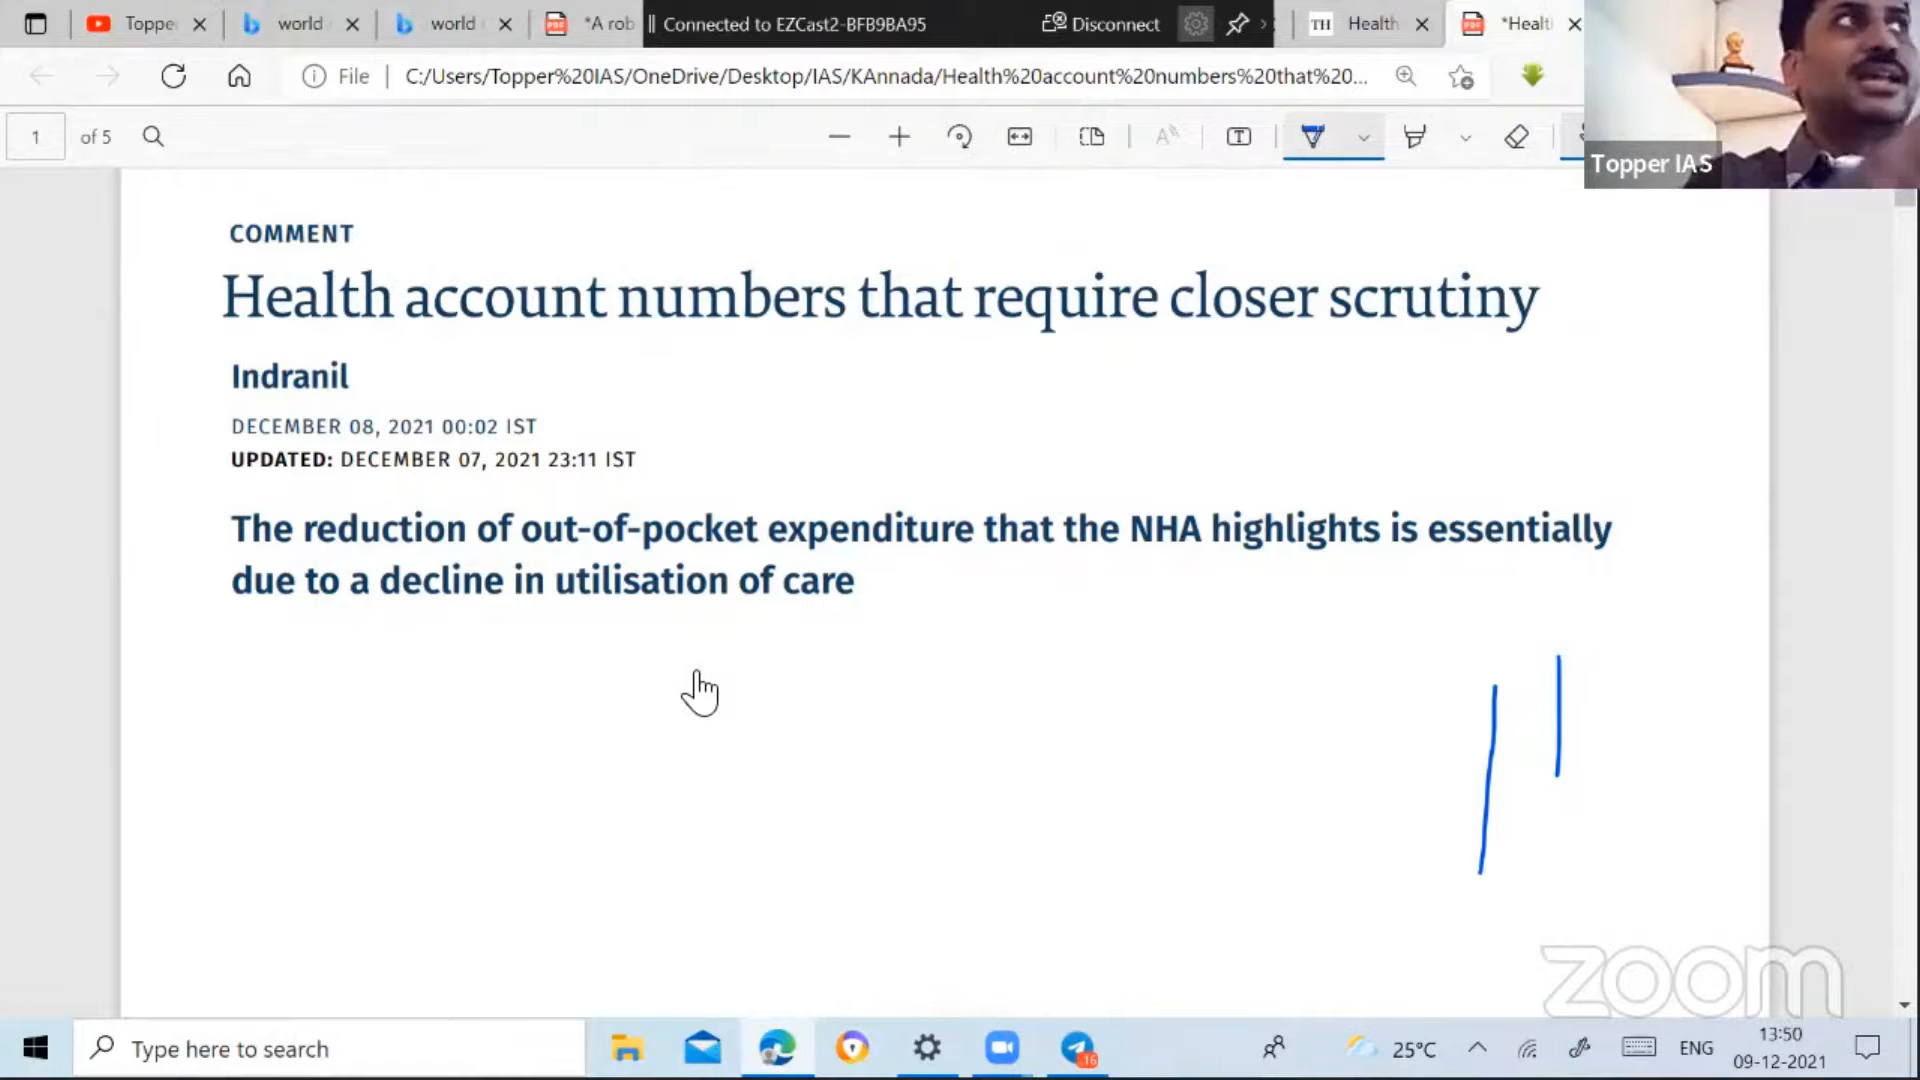 Toppe
world
world
*A rob
Connected to EZCast2-BFB9BA95
Disconnect
TH
Health
*Healt
File
C:/Users/Topper%20IAS/OneDrive/Desktop/IAS/KAnnada/Health%20account%20numbers%20that%20...
1
of 5
Topper IAS
COMMENT
Health account numbers that require closer scrutiny
Indranil
DECEMBER 08, 2021 00:02 IST
UPDATED: DECEMBER 07, 2021 23:11 IST
The reduction of out-of-pocket expenditure that the NHA highlights is essentially
due to a decline in utilisation of care
zoom
Type here to search
16
25°C
ENG
13:50
09-12-2021